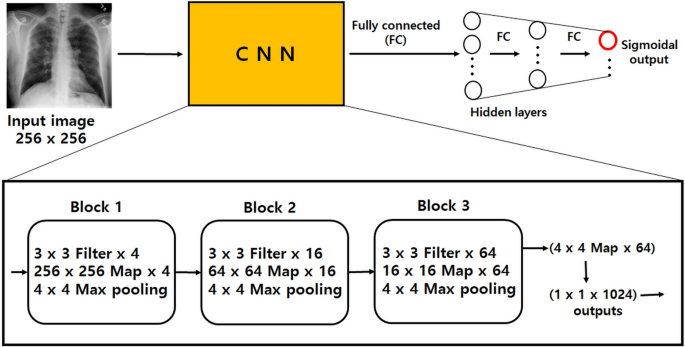 Input image
256 x 256
C N N
Fully connected
(FC)
FC
FC
Sigmoidal
output
Hidden layers
Block 1
3 x 3 Filter x 4
256 x 256 Map x 4
4 x 4 Max pooling
Block 2
3 x 3 Filter x 16
64 x 64 Map x 16
4 x 4 Max pooling
Block 3
3 x 3 Filter x 64
16 x 16 Map x 64
4 x 4 Max pooling
(4 x 4 Map x 64)
(1 x 1 x 1024)
outputs